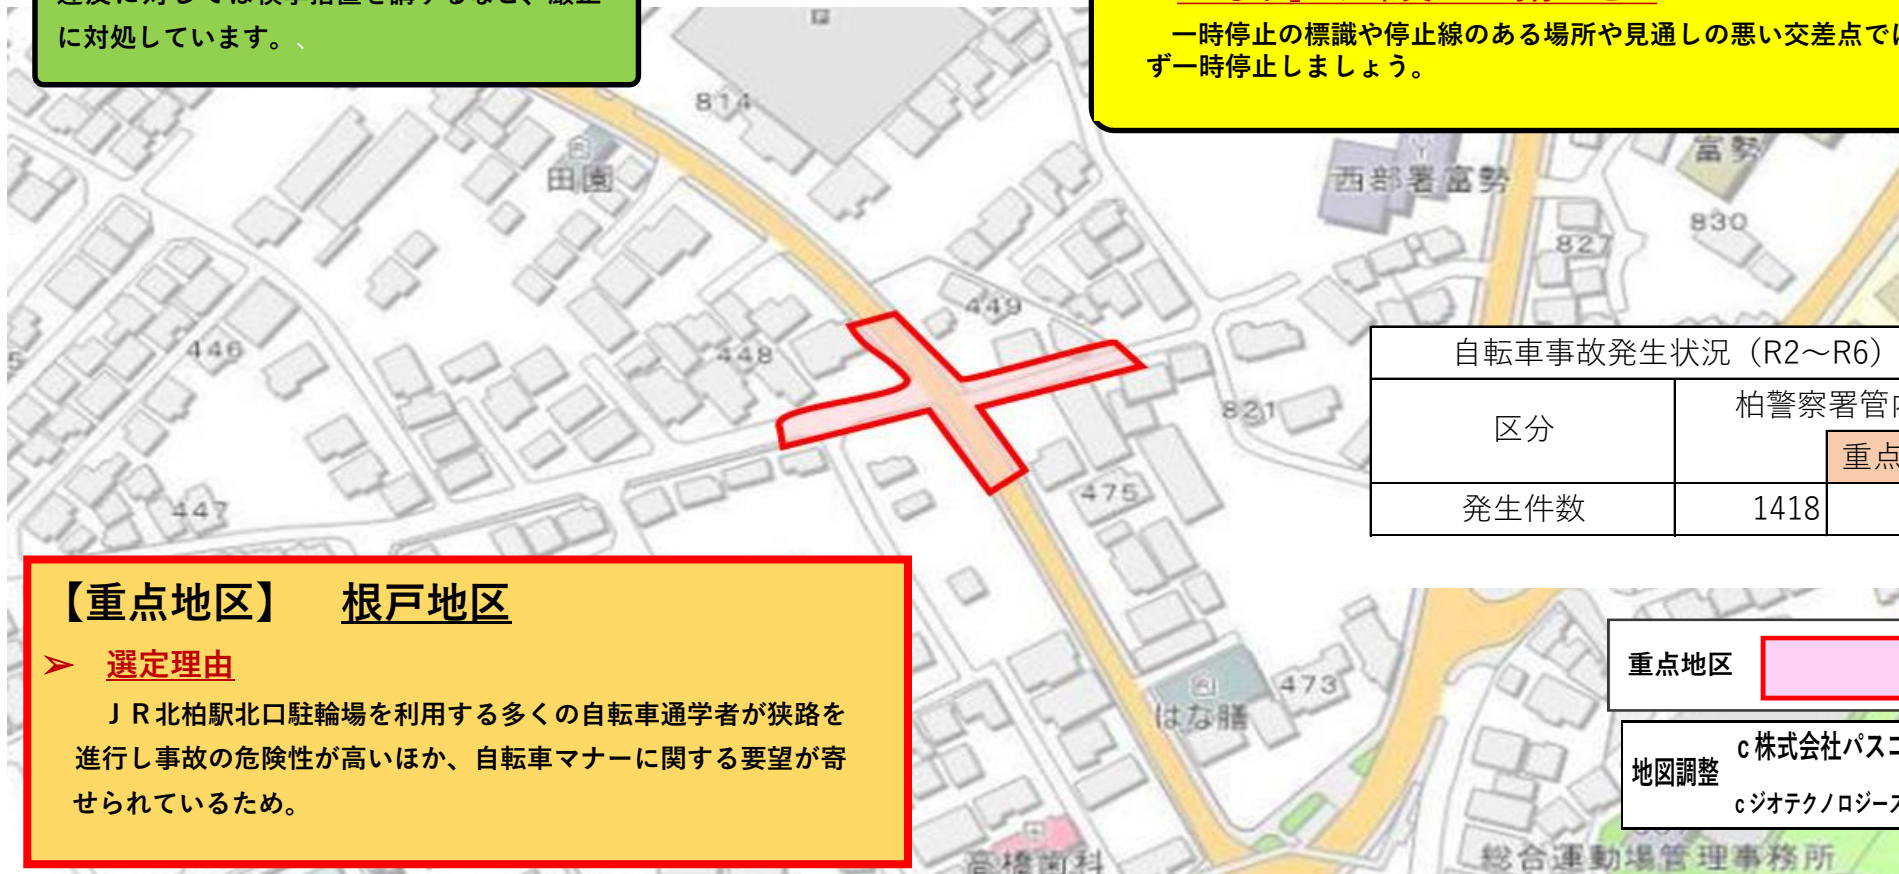 に対処しています。、
一時停止の標識や停止線のある場所や見通しの悪い交差点では
ず一時停止しましょう。
814
田園
西部署富勢
富勢
830
827
449
446
448
821
447
475
自転車事故発生状況（R2～R6）
区分
柏警察署管内
重点
発生件数
1418
【重点地区】 根戸地区
➢ 選定理由
ＪＲ北柏駅北口駐輪場を利用する多くの自転車通学者が狭路を
進行し事故の危険性が高いほか、自転車マナーに関する要望が寄
せられているため。
はな膳
473
重点地区
地図調整
c 株式会社パスコ
c ジオテクノロジーズ
高橋歯科
総合運動場管理事務所